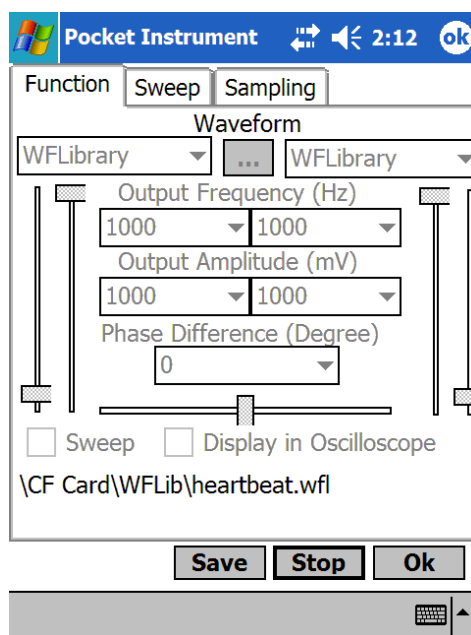 Pocket Instrument 2:12 ok
Function Sweep Sampling
Waveform
WFLibrary ... WFLibrary
Output Frequency (Hz)
1000 1000
Output Amplitude (mV)
1000 1000
Phase Difference (Degree)
0
Sweep Display in Oscilloscope
\CF Card\WFLib\heartbeat.wfl
Save Stop Ok